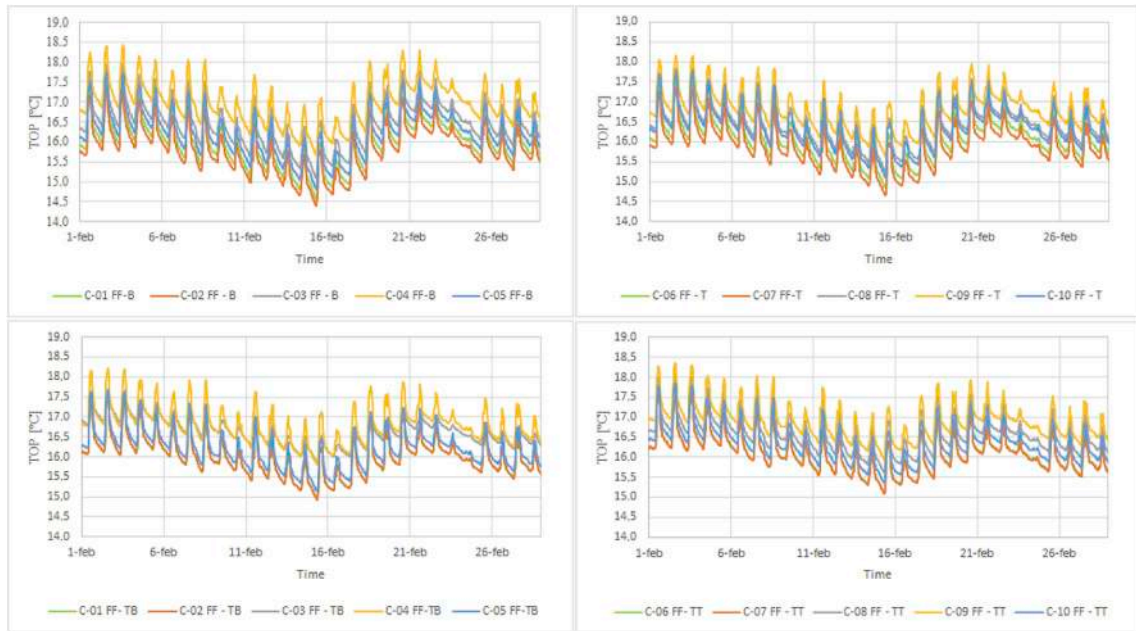 19,0
18,5
18,0
17,5
17,0
16,5
16,0
15,5
15,0
14,5
14,0
TOP [°C]
1-feb 6-feb 11-feb 16-feb 21-feb 26-feb
Time
C-01 FF-B C-02 FF - B C-03 FF - B C-04 FF-B C-05 FF-B
19,0
18,5
18,0
17,5
17,0
16,5
16,0
15,5
15,0
14,5
14,0
TOP [°C]
1-feb 6-feb 11-feb 16-feb 21-feb 26-feb
Time
C-06 FF - T C-07 FF-T C-08 FF- T C-09 FF - T C-10 FF - T
19,0
18,5
18,0
17,5
17,0
16,5
16,0
15,5
15,0
14,5
14,0
TOP [°C]
1-feb 6-feb 11-feb 16-feb 21-feb 26-feb
Time
C-01 FF - TB C-02 FF - TB C-03 FF - TB C-04 FF-TB C-05 FF-TB
19,0
18,5
18,0
17,5
17,0
16,5
16,0
15,5
15,0
14,5
14,0
TOP [°C]
1-feb 6-feb 11-feb 16-feb 21-feb 26-feb
Time
C-06 FF - TT C-07 FF - TT C-08 FF - TT C-09 FF - TT C-10 FF - TT